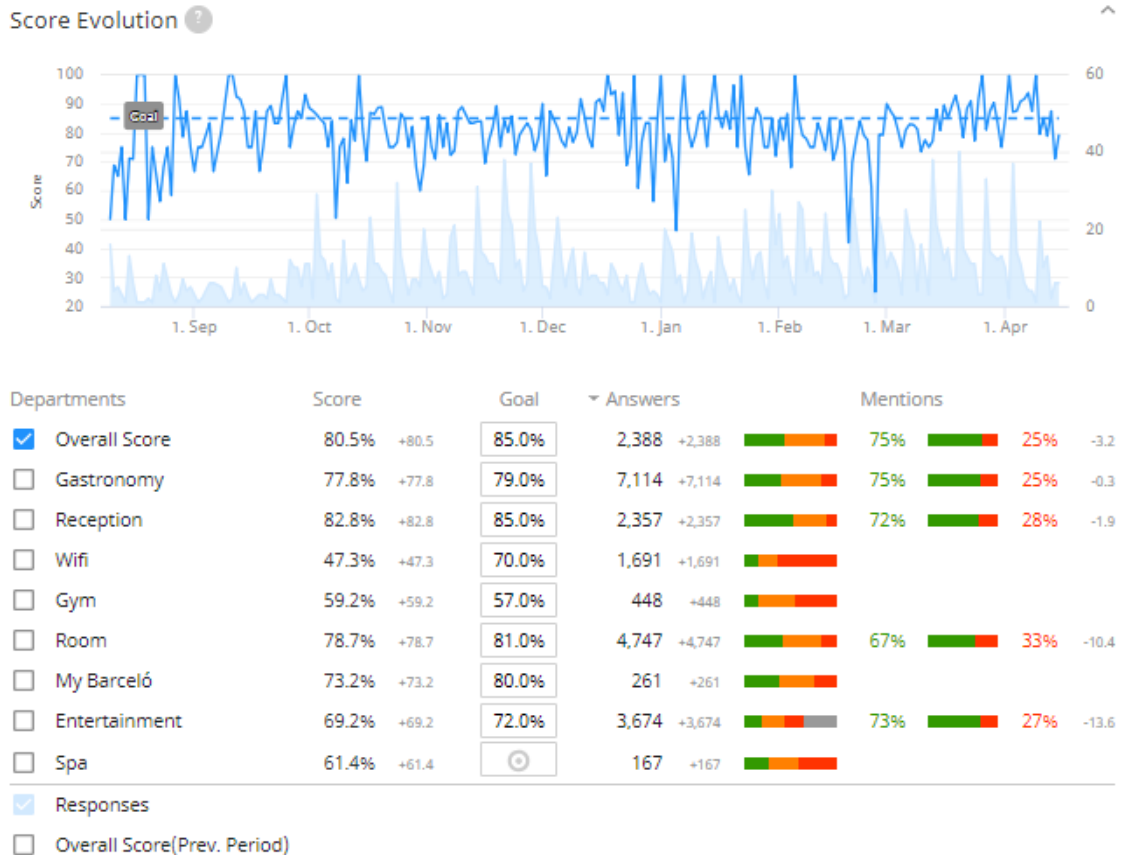 Score Evolution ?
100 60
90
Goal
80
40
70
60
Score
50
20
40
30
20 0
1. Sep 1. Oct 1. Nov 1. Dec 1. Jan 1. Feb 1. Mar 1. Apr
Departments Score Goal Answers Mentions
Overall Score 80.5% +80.5 85.0% 2,388 +2,388 75% 25% -3.2
Gastronomy 77.8% +77.8 79.0% 7,114 +7,114 75% 25% -0.3
Reception 82.8% +82.8 85.0% 2,357 +2,357 72% 28% -1.9
Wifi 47.3% +47.3 70.0% 1,691 +1,691
Gym 59.2% +59.2 57.0% 448 +448
Room 78.7% +78.7 81.0% 4,747 +4,747 67% 33% -10.4
My Barceló 73.2% +73.2 80.0% 261 +261
Entertainment 69.2% +69.2 72.0% 3,674 +3,674 73% 27% -13.6
Spa 61.4% +61.4 167 +167
Responses
Overall Score(Prev. Period)